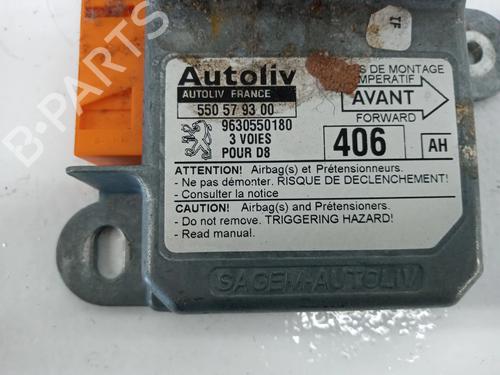 TF
Autoliv
AUTOLIV FRANCE
550 57 93 00
9630550180
3 VOIES
POUR D8
S DE MONTAGE
IMPERATIF
AVANT
FORWARD
406
AH
ATTENTION! Airbag(s) et Prétensionneurs.
- Ne pas démonter. RISQUE DE DECLENCHEMENT!
- Consulter la notice
CAUTION! Airbag(s) and Pretensioners.
- Do not remove. TRIGGERING HAZARD!
- Read manual.
SAGEM-AUTOLIV
B-PARTS